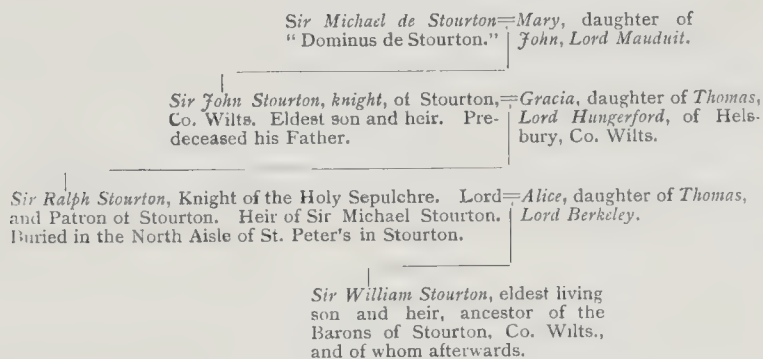 Sir Michael de Stourton=Mary, daughter of
"Dominus de Stourton." John, Lord Mauduit.
Sir John Stourton, knight, of Stourton,=Gracia, daughter of Thomas,
Co. Wilts. Eldest son and heir. Pre- Lord Hungerford, of Hels-
deceased his Father. bury, Co. Wilts.
Sir Ralph Stourton, Knight of the Holy Sepulchre. Lord=Alice, daughter of Thomas,
and Patron of Stourton. Heir of Sir Michael Stourton. Lord Berkeley.
Buried in the North Aisle of St. Peter's in Stourton.
Sir William Stourton, eldest living
son and heir, ancestor of the
Barons of Stourton, Co. Wilts.,
and of whom afterwards.